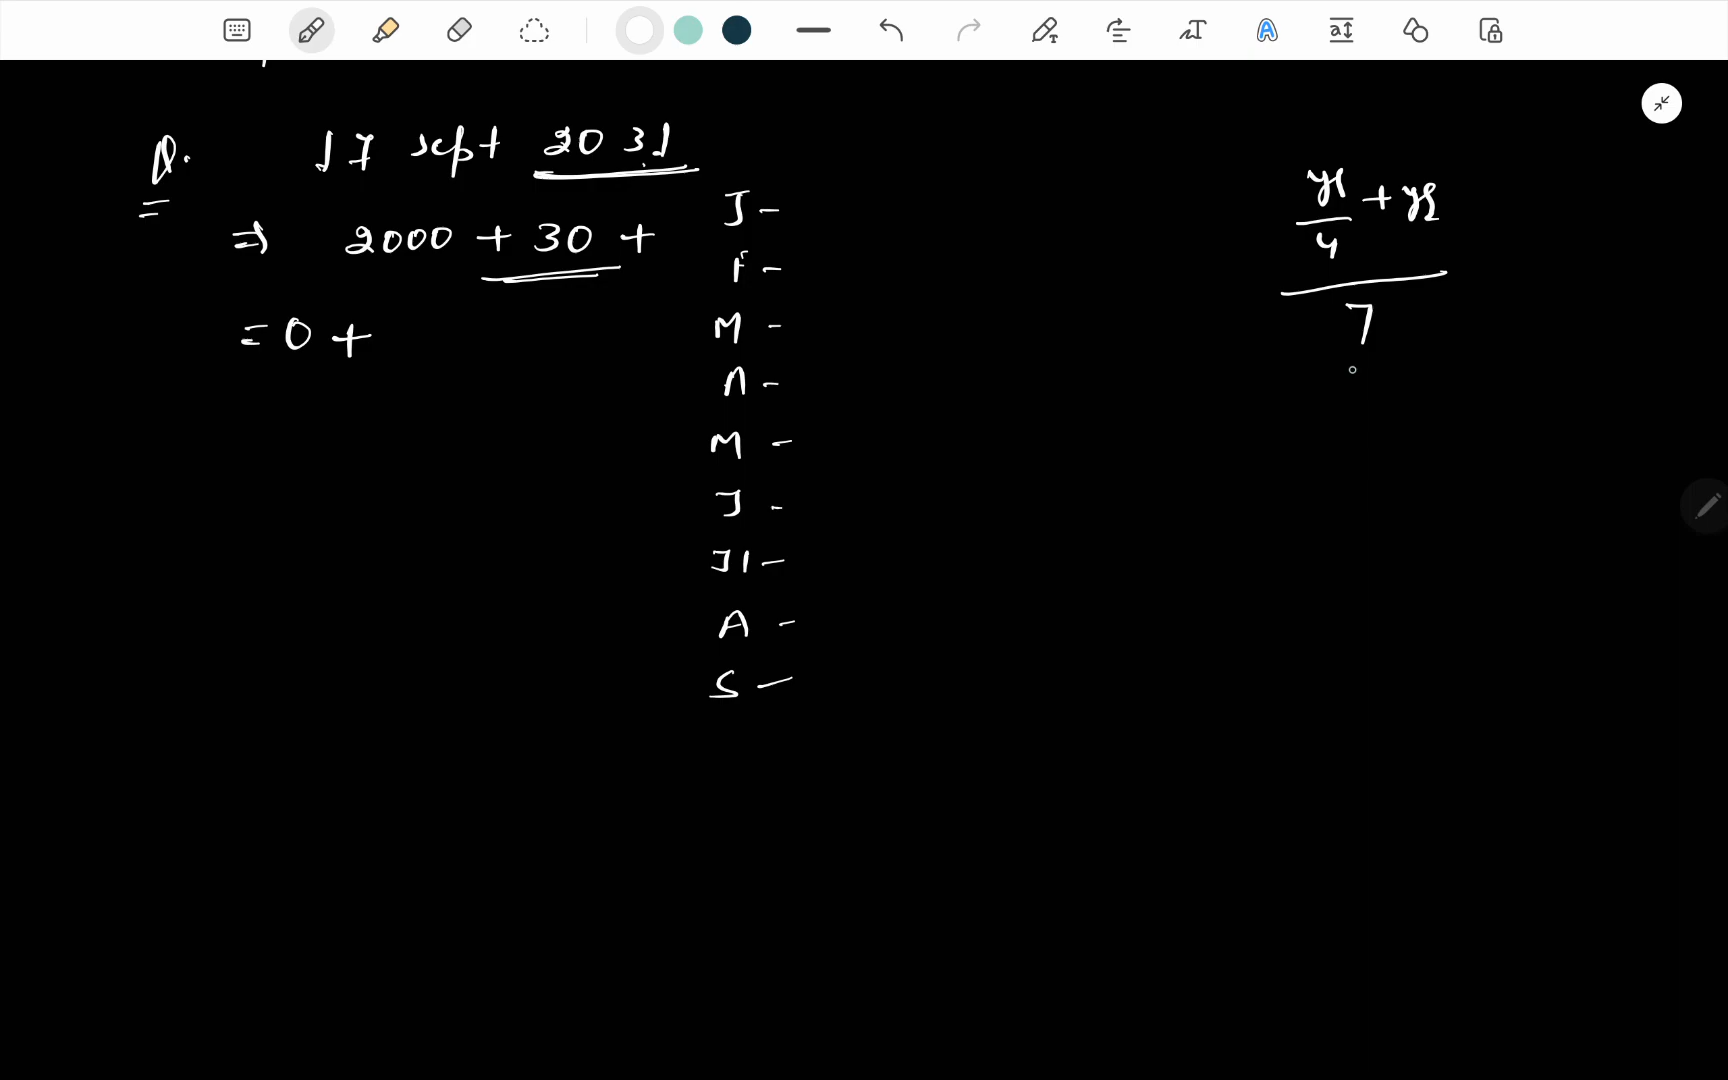 Q. 17 sept 2031
⇒ 2000 + 30 +
= 0 +
J -
F -
M -
A -
M -
J -
Jl -
A -
S -
yr/4 + yr
7